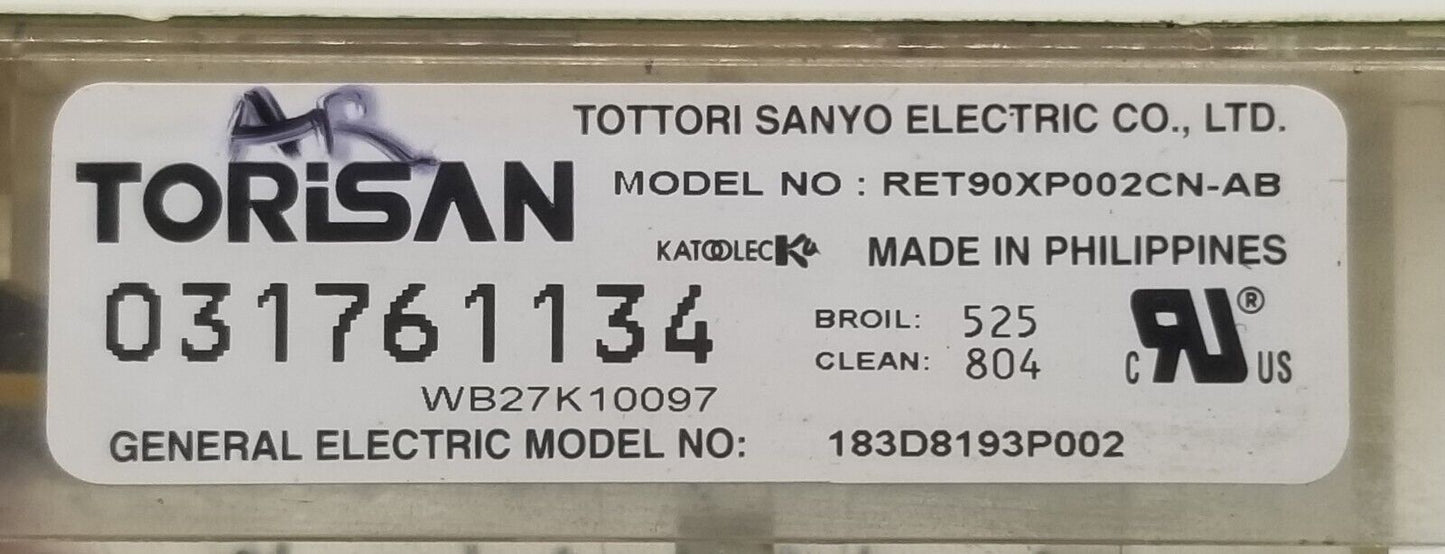 TOTTORI SANYO ELECTRIC CO., LTD.
TORiSAN
MODEL NO : RET90XP002CN-AB
KATOOLEC
MADE IN PHILIPPINES
031761134
BROIL: 525
CLEAN: 804
C US ®
WB27K10097
GENERAL ELECTRIC MODEL NO: 183D8193P002